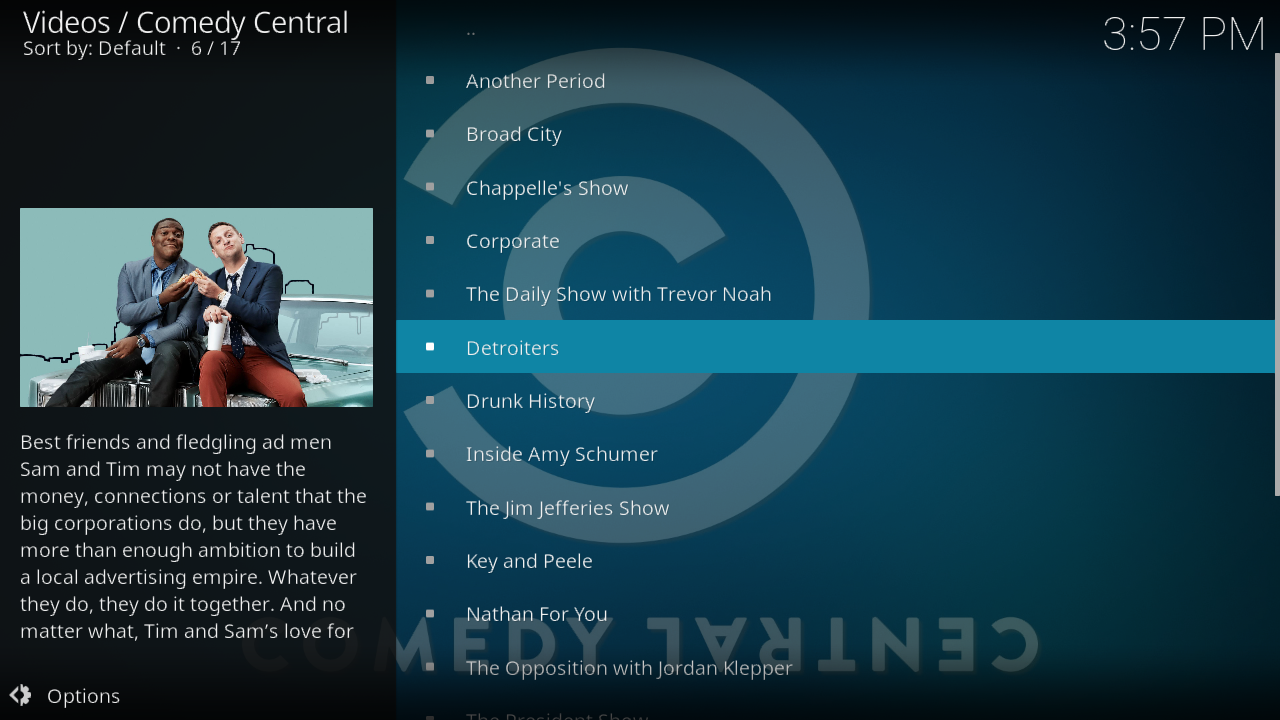 Videos / Comedy Central
Sort by: Default · 6 / 17
3:57 PM
..
Another Period
Broad City
Chappelle's Show
Corporate
The Daily Show with Trevor Noah
Detroiters
Drunk History
Inside Amy Schumer
The Jim Jefferies Show
Key and Peele
Nathan For You
The Opposition with Jordan Klepper
The President Show
Best friends and fledgling ad men
Sam and Tim may not have the
money, connections or talent that the
big corporations do, but they have
more than enough ambition to build
a local advertising empire. Whatever
they do, they do it together. And no
matter what, Tim and Sam’s love for
COMEDY CENTRAL
Options